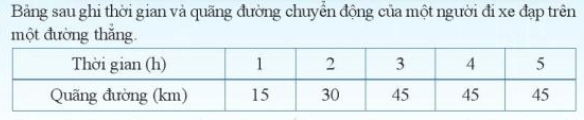 Bảng sau ghi thời gian và quãng đường chuyển động của một người đi xe đạp trên
một đường thẳng.
Thời gian (h) 1 2 3 4 5
Quãng đường (km) 15 30 45 45 45